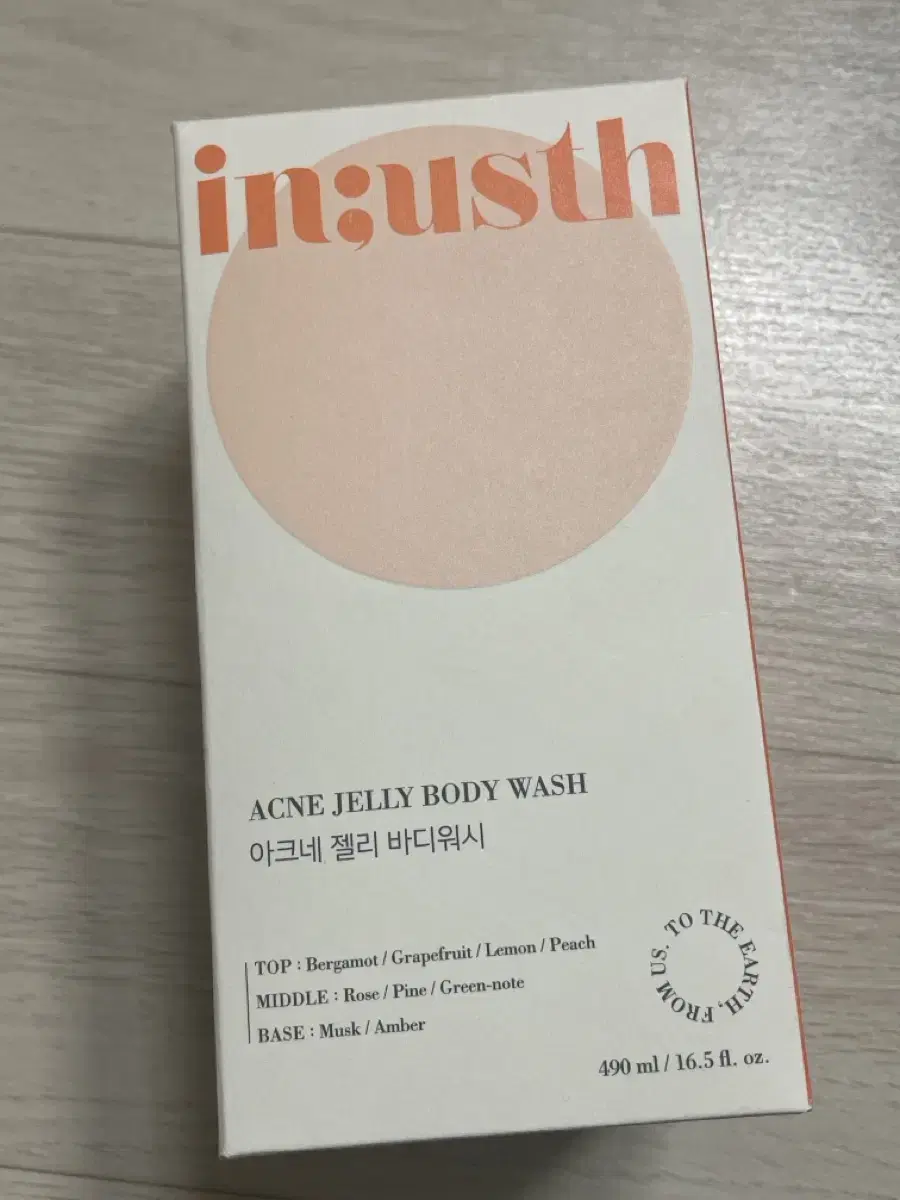 in;usth
ACNE JELLY BODY WASH
아크네 젤리 바디워시
TOP : Bergamot / Grapefruit / Lemon / Peach
MIDDLE : Rose / Pine / Green-note
BASE : Musk / Amber
TO THE EARTH, FROM US.
490 ml / 16.5 fl. oz.